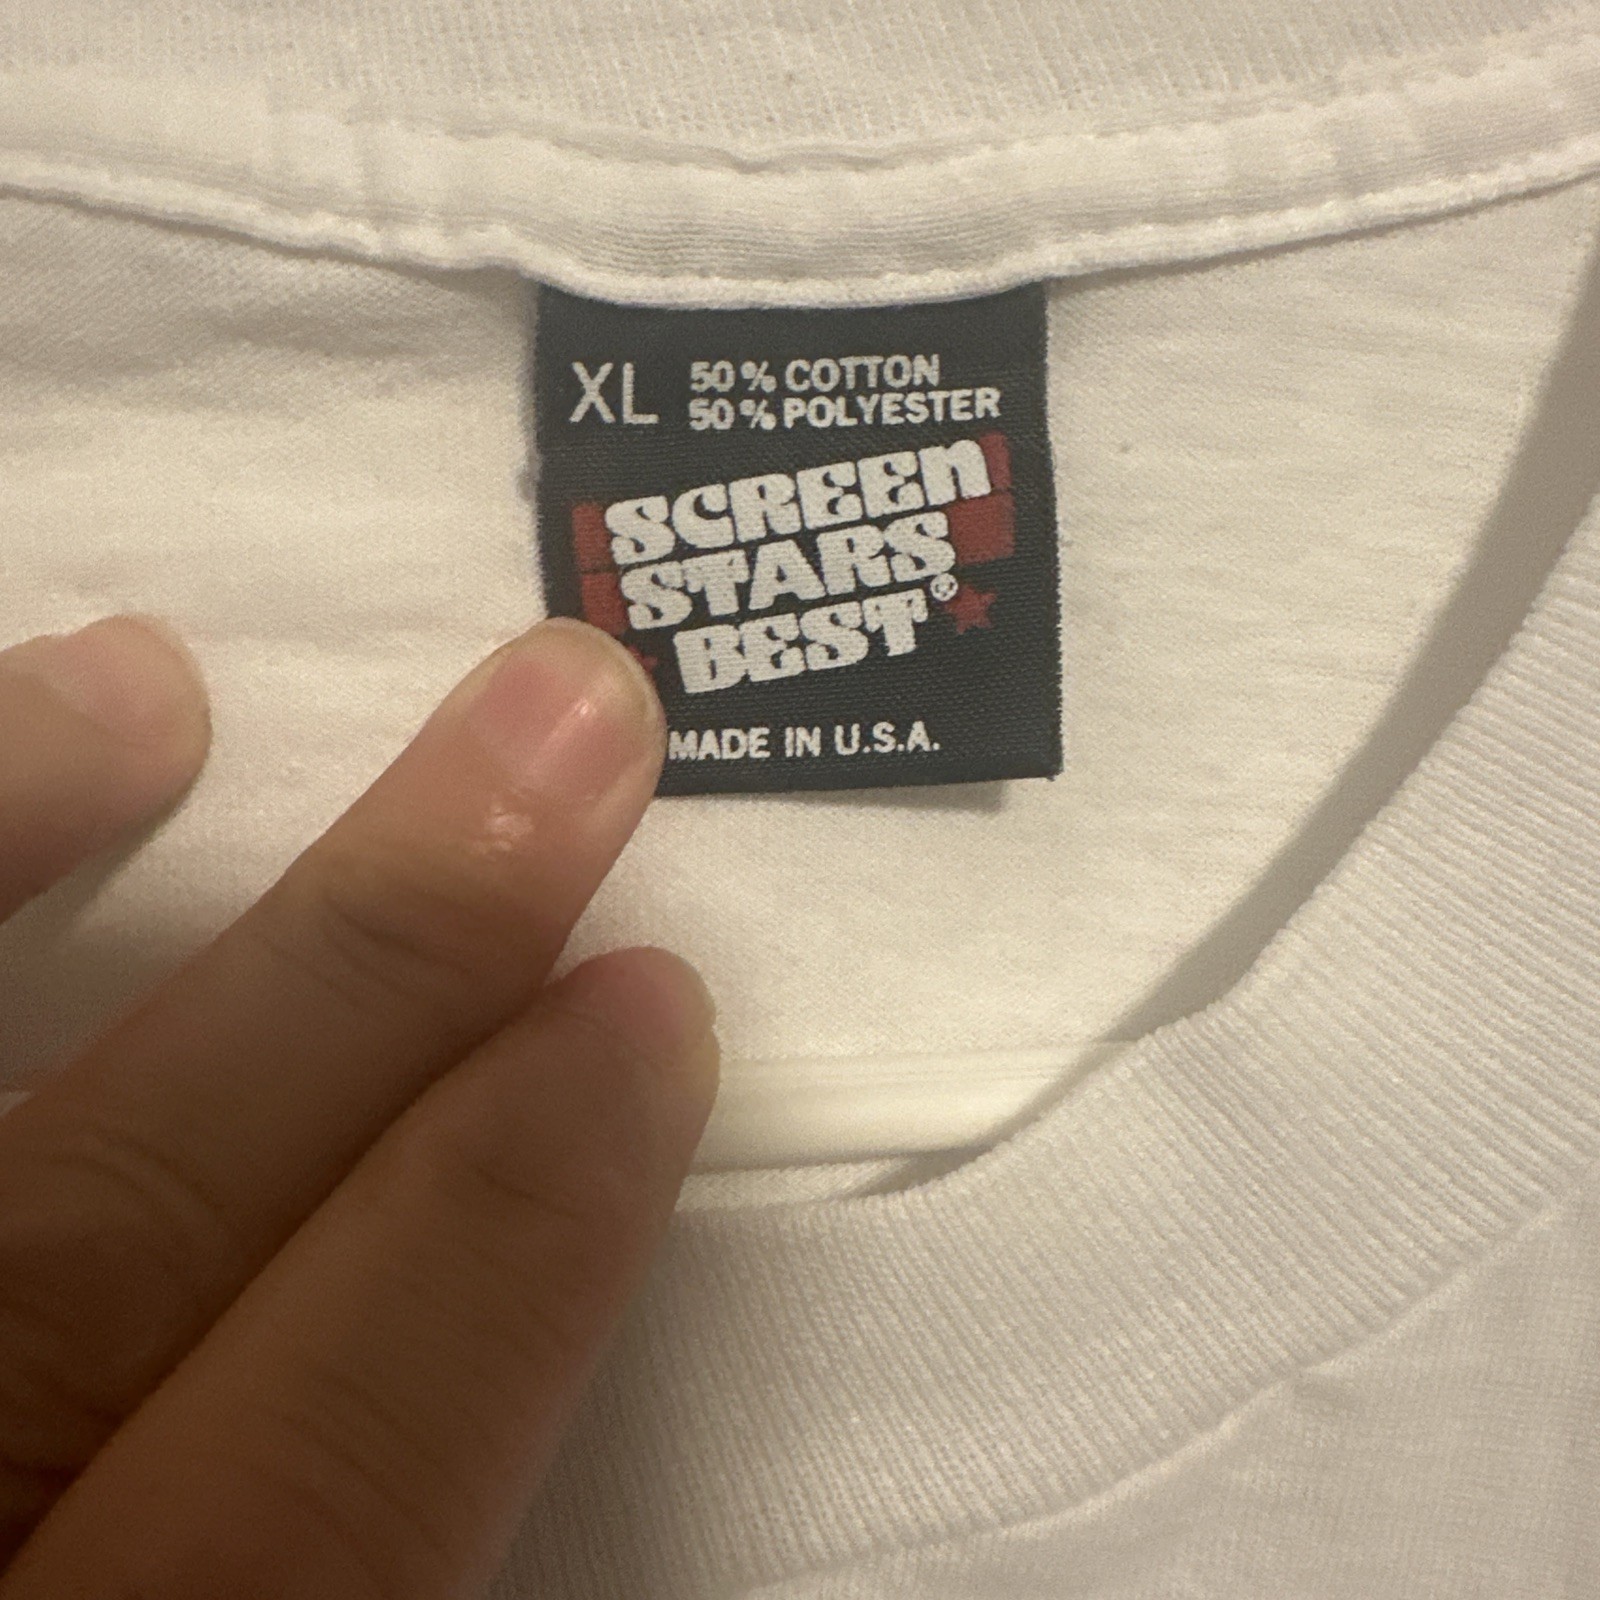 XL 50% COTTON
50% POLYESTER
SCREEN
STARS
BEST®
MADE IN U.S.A.